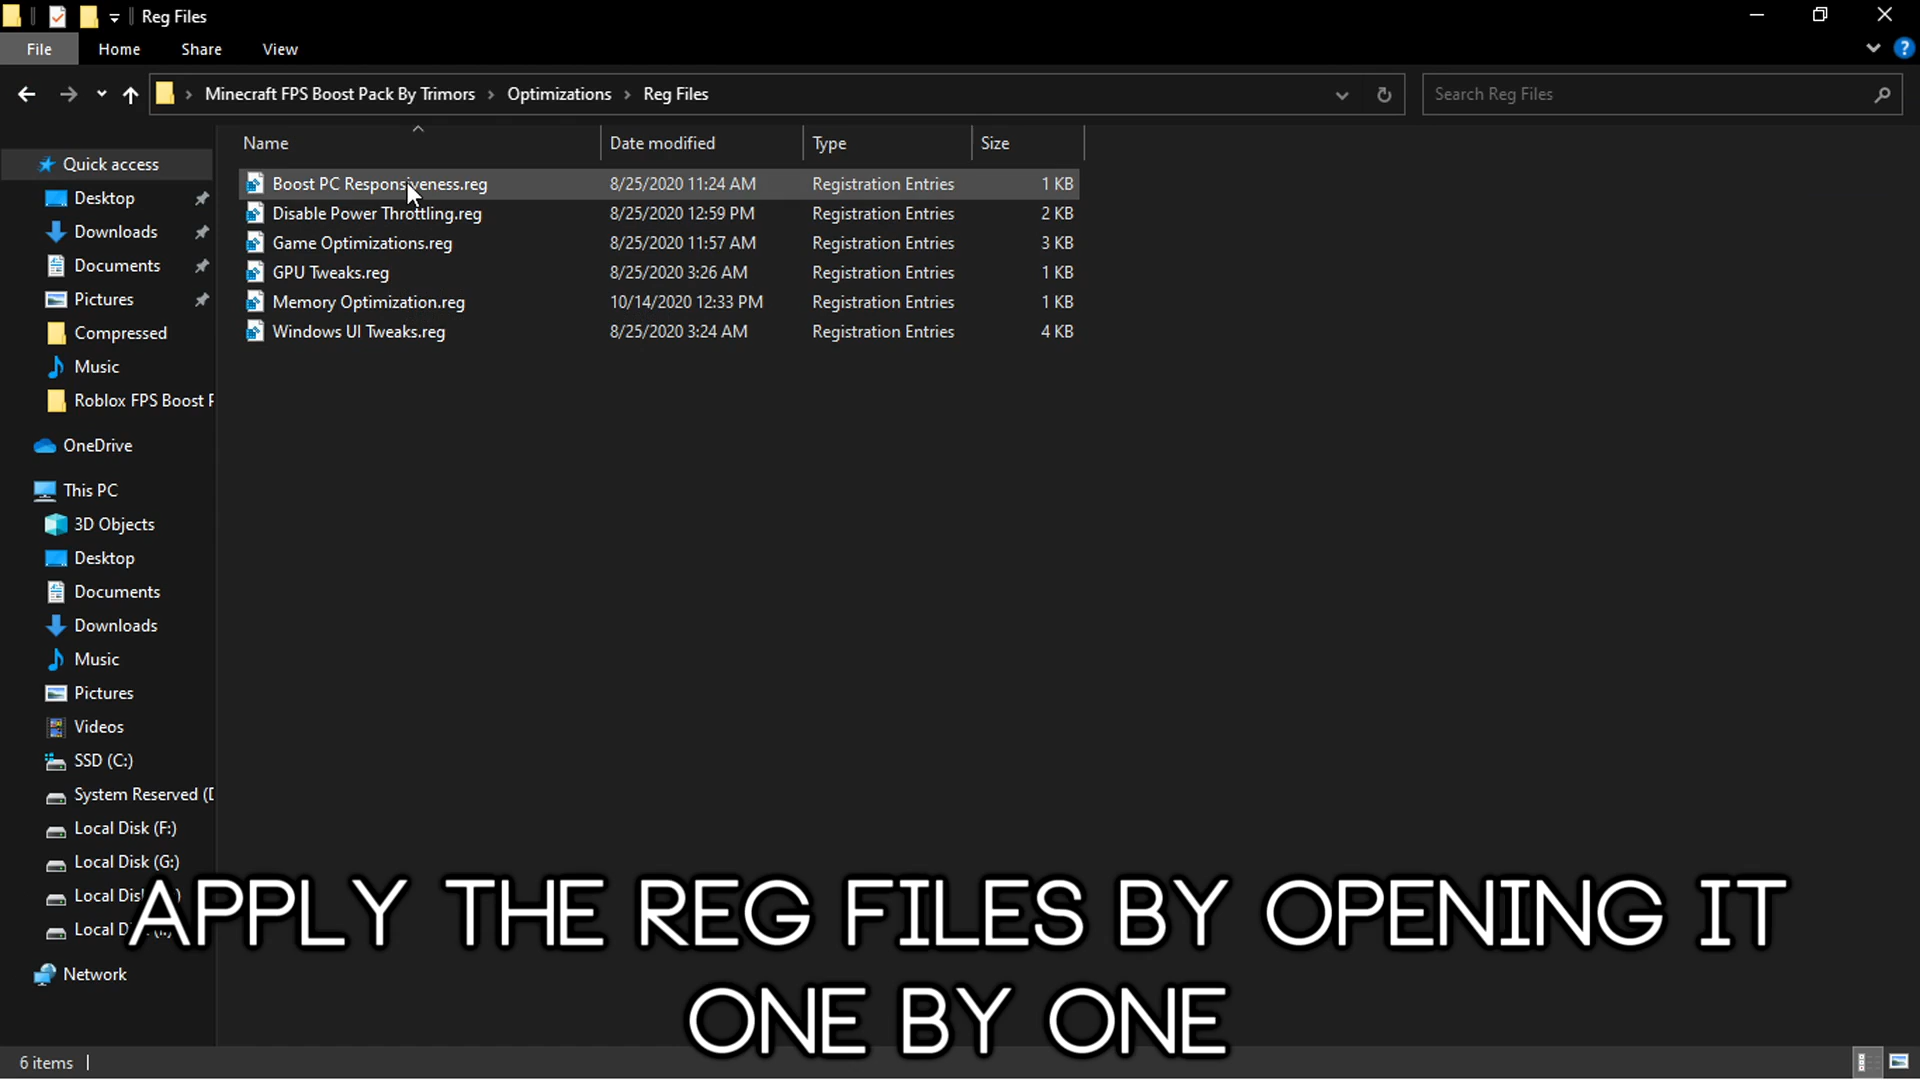 Reg Files
File Home Share View
Minecraft FPS Boost Pack By Trimors > Optimizations > Reg Files
Search Reg Files
Name Date modified Type Size
Boost PC Responsiveness.reg 8/25/2020 11:24 AM Registration Entries 1 KB
Disable Power Throttling.reg 8/25/2020 12:59 PM Registration Entries 2 KB
Game Optimizations.reg 8/25/2020 11:57 AM Registration Entries 3 KB
GPU Tweaks.reg 8/25/2020 3:26 AM Registration Entries 1 KB
Memory Optimization.reg 10/14/2020 12:33 PM Registration Entries 1 KB
Windows UI Tweaks.reg 8/25/2020 3:24 AM Registration Entries 4 KB
Quick access
Desktop
Downloads
Documents
Pictures
Compressed
Music
Roblox FPS Boost P
OneDrive
This PC
3D Objects
Desktop
Documents
Downloads
Music
Pictures
Videos
SSD (C:)
System Reserved (D
Local Disk (F:)
Local Disk (G:)
Local
Local
Network
APPLY THE REG FILES BY OPENING IT
ONE BY ONE
6 items